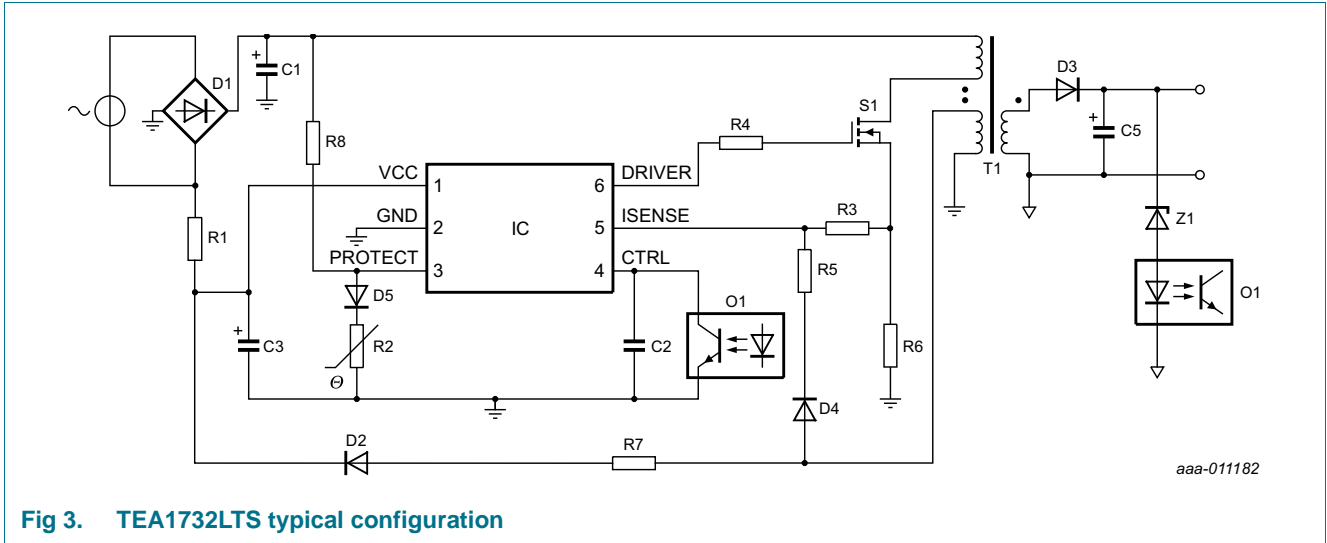 D1
+
C1
R8
R1
+
C3
VCC
GND
PROTECT
1
2
3
IC
6
5
4
DRIVER
ISENSE
CTRL
D5
R2
Θ
C2
O1
R4
S1
R3
R5
R6
D4
D2
R7
T1
D3
+
C5
Z1
O1
aaa-011182
Fig 3. TEA1732LTS typical configuration